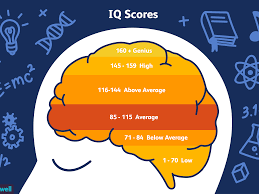 IQ Scores
160 + Genius
145 - 159 High
116-144 Above Average
85 - 115 Average
71 - 84 Below Average
1 - 70 Low
=mc²
well